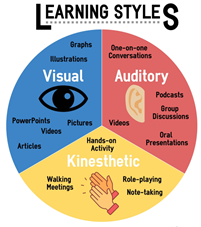 LEARNING STYLES
Graphs
Illustrations
Visual
PowerPoints
Videos
Pictures
Articles
One-on-one
Conversations
Auditory
Podcasts
Group
Discussions
Videos
Oral
Presentations
Hands-on
Activity
Kinesthetic
Walking
Meetings
Role-playing
Note-taking